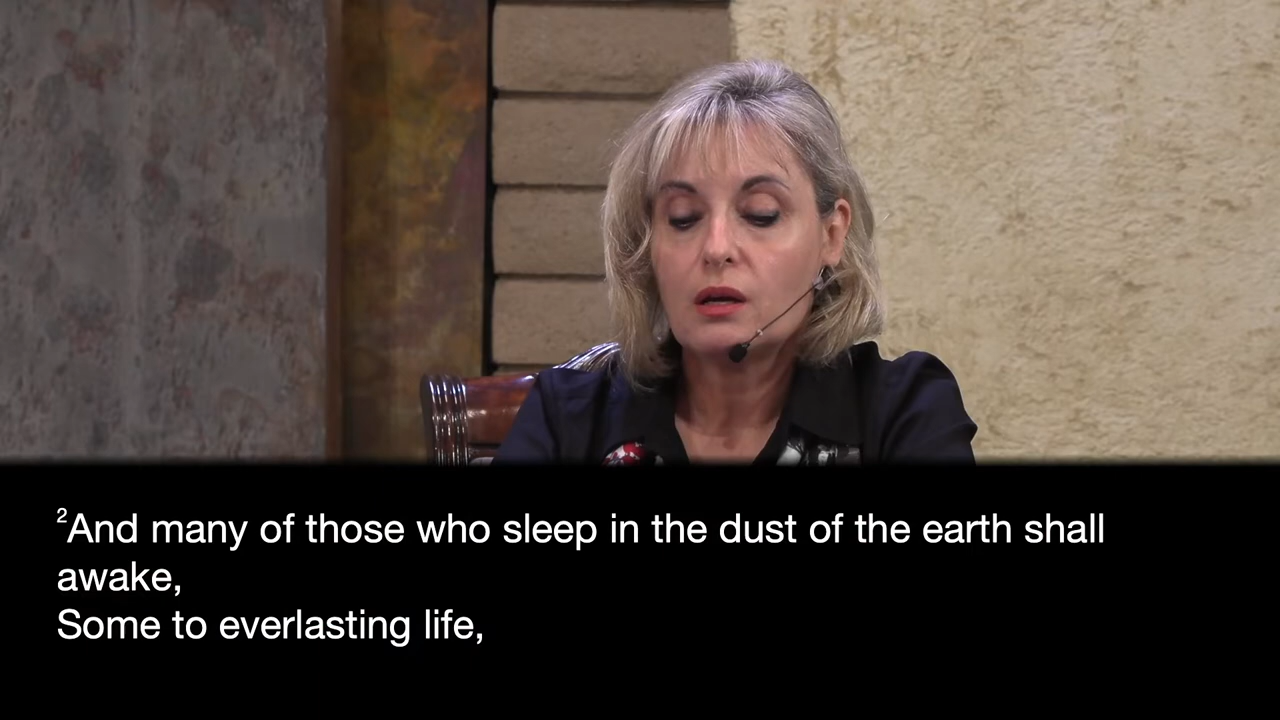 ²And many of those who sleep in the dust of the earth shall
awake,
Some to everlasting life,